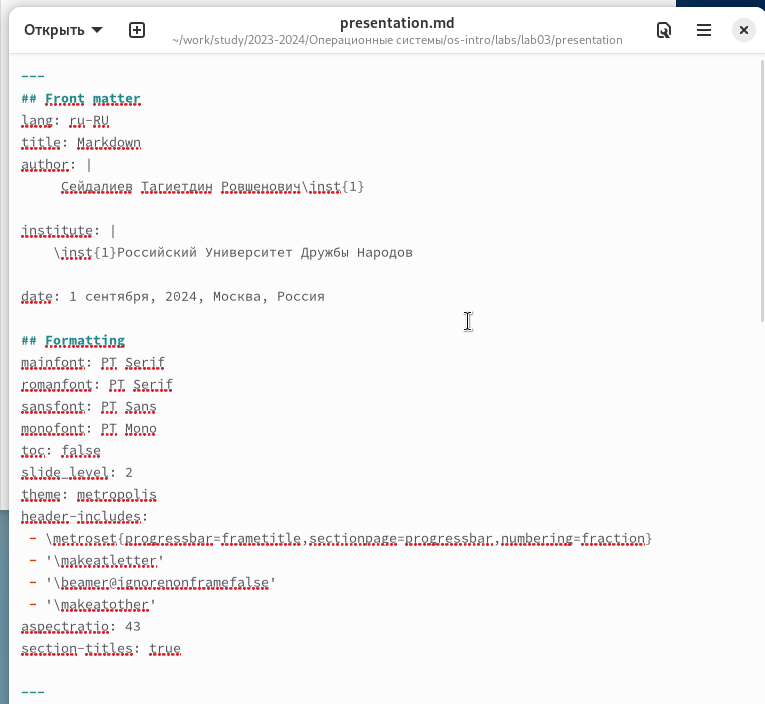 Открыть
presentation.md
~/work/study/2023-2024/Операционные системы/os-intro/labs/lab03/presentation
---
## Front matter
lang: ru-RU
title: Markdown
author: |
     Сейдалиев Тагиетдин Ровшенович\inst{1}
institute: |
    \inst{1}Российский Университет Дружбы Народов
date: 1 сентября, 2024, Москва, Россия
## Formatting
mainfont: PT Serif
romanfont: PT Serif
sansfont: PT Sans
monofont: PT Mono
toc: false
slide_level: 2
theme: metropolis
header-includes:
 - \metroset{progressbar=frametitle,sectionpage=progressbar,numbering=fraction}
 - '\makeatletter'
 - '\beamer@ignorenonframefalse'
 - '\makeatother'
aspectratio: 43
section-titles: true
---